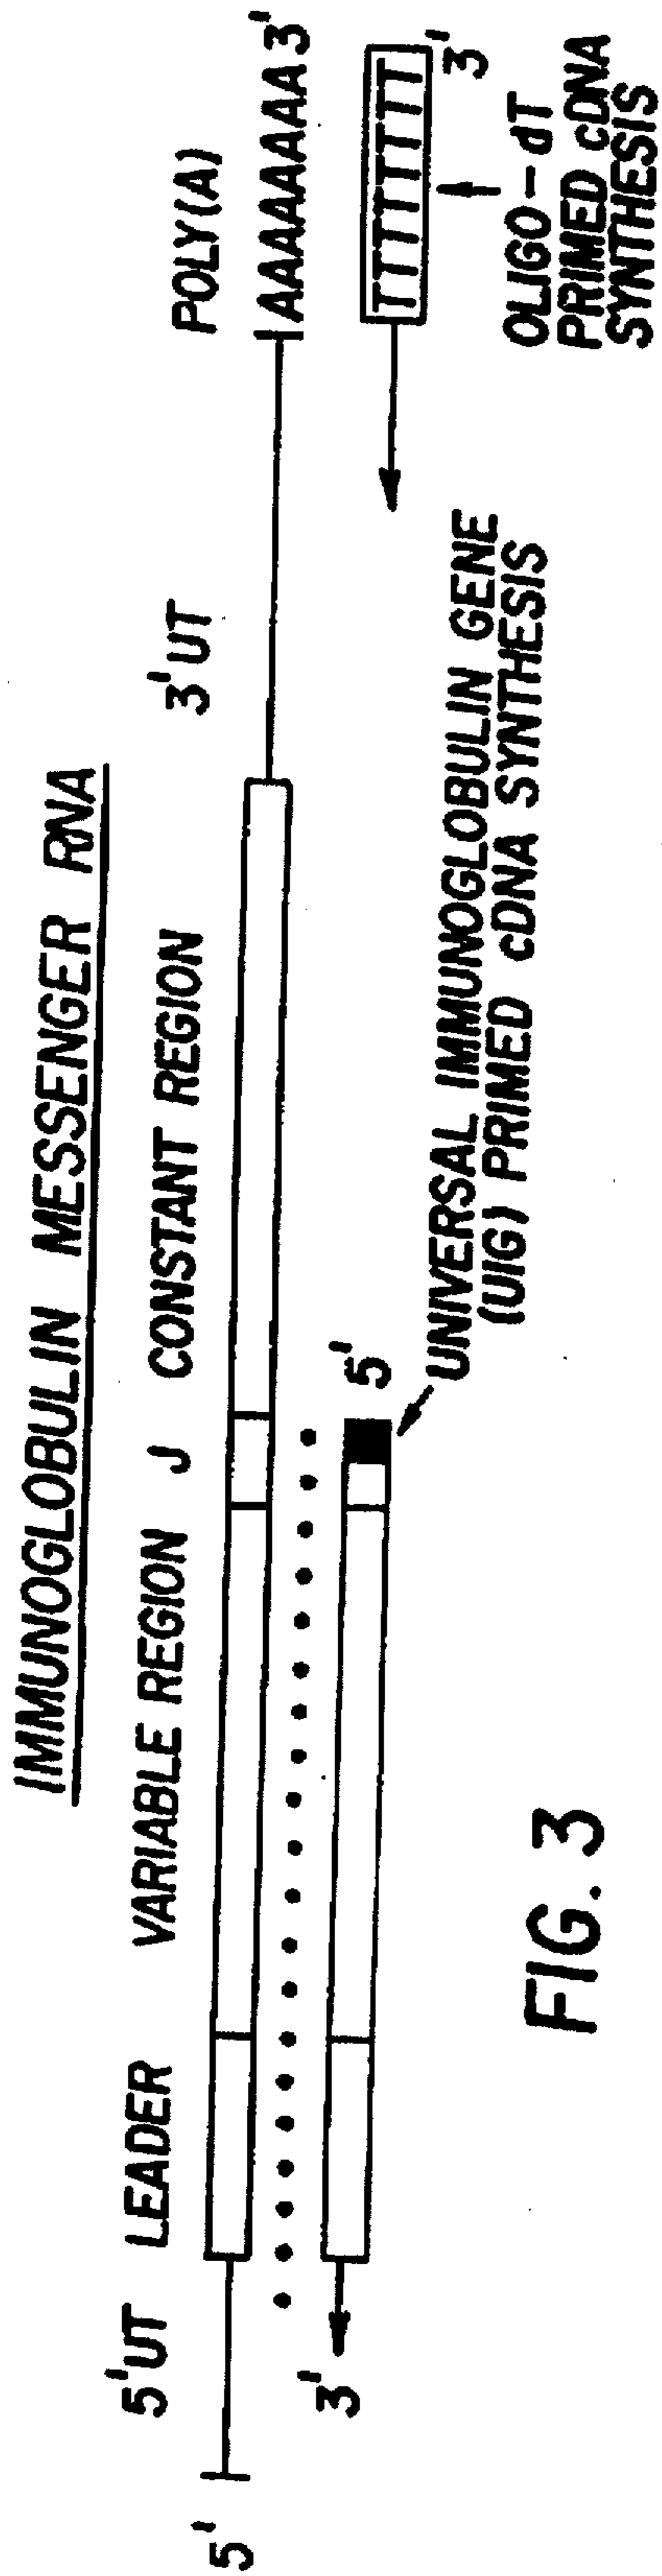 IMMUNOGLOBULIN MESSENGER RNA
5'UT LEADER VARIABLE REGION J CONSTANT REGION 3'UT POLY(A)
5' AAAAAAAA 3'
3' 5' TTTTTTTT 3'
UNIVERSAL IMMUNOGLOBULIN GENE
(UIG) PRIMED cDNA SYNTHESIS
OLIGO-dT
PRIMED cDNA
SYNTHESIS
FIG. 3